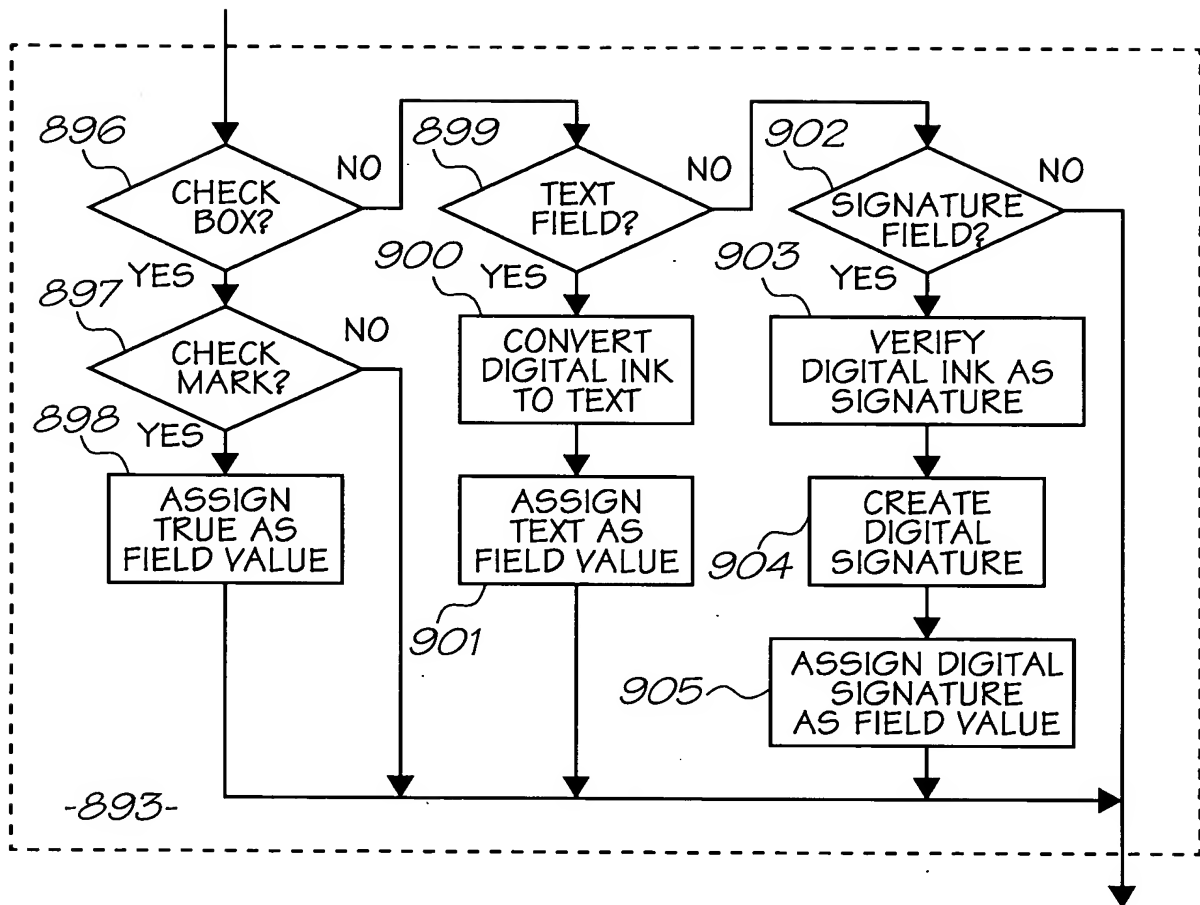 896
CHECK
BOX?
NO
YES
897
CHECK
MARK?
NO
YES
898
ASSIGN
TRUE AS
FIELD VALUE
899
TEXT
FIELD?
NO
YES
900
CONVERT
DIGITAL INK
TO TEXT
ASSIGN
TEXT AS
FIELD VALUE
901
902
SIGNATURE
FIELD?
NO
YES
903
VERIFY
DIGITAL INK AS
SIGNATURE
CREATE
DIGITAL
SIGNATURE
904
ASSIGN DIGITAL
SIGNATURE
AS FIELD VALUE
905
-893-